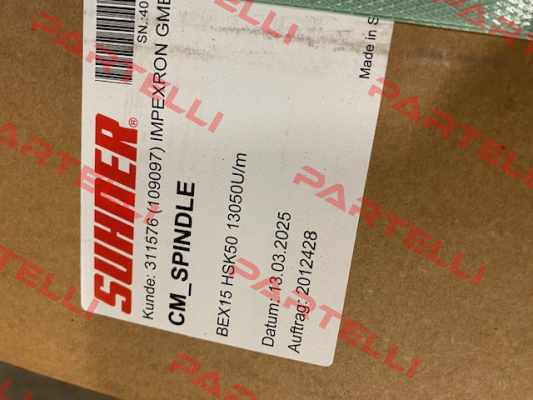 SN.:40
SUHNER®
Kunde: 311576 (109097) IMPEXRON GMB
CM_SPINDLE
BEX15 HSK50 13050U/m
Datum: 13.03.2025
Auftrag: 2012428
Made in S
PARTELLI
PARTELLI
PARTELLI
PARTELLI
PARTELLI
PARTELLI